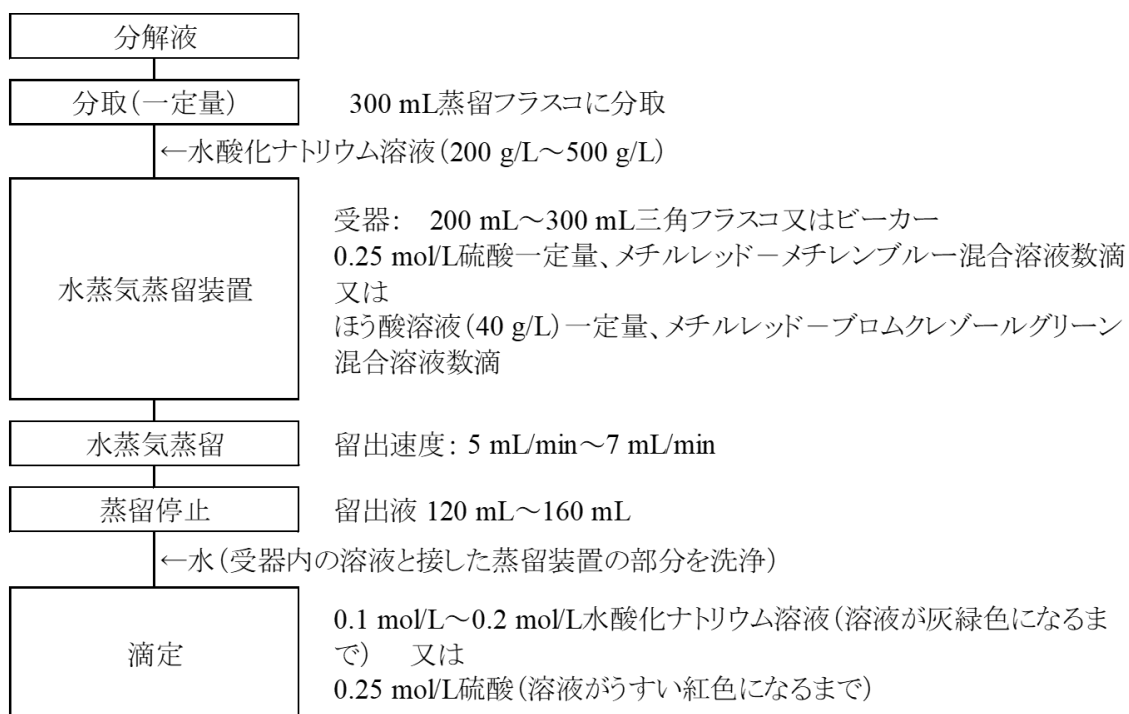 分解液
分取(一定量) 300 mL蒸留フラスコに分取
←水酸化ナトリウム溶液(200 g/L～500 g/L)
水蒸気蒸留装置
受器: 200 mL～300 mL三角フラスコ又はビーカー
0.25 mol/L硫酸一定量、メチルレッド－メチレンブルー混合溶液数滴
又は
ほう酸溶液(40 g/L)一定量、メチルレッド－ブロムクレゾールグリーン
混合溶液数滴
水蒸気蒸留 留出速度: 5 mL/min～7 mL/min
蒸留停止 留出液 120 mL～160 mL
←水(受器内の溶液と接した蒸留装置の部分を洗浄)
滴定
0.1 mol/L～0.2 mol/L水酸化ナトリウム溶液(溶液が灰緑色になるま
で) 又は
0.25 mol/L硫酸(溶液がうすい紅色になるまで)